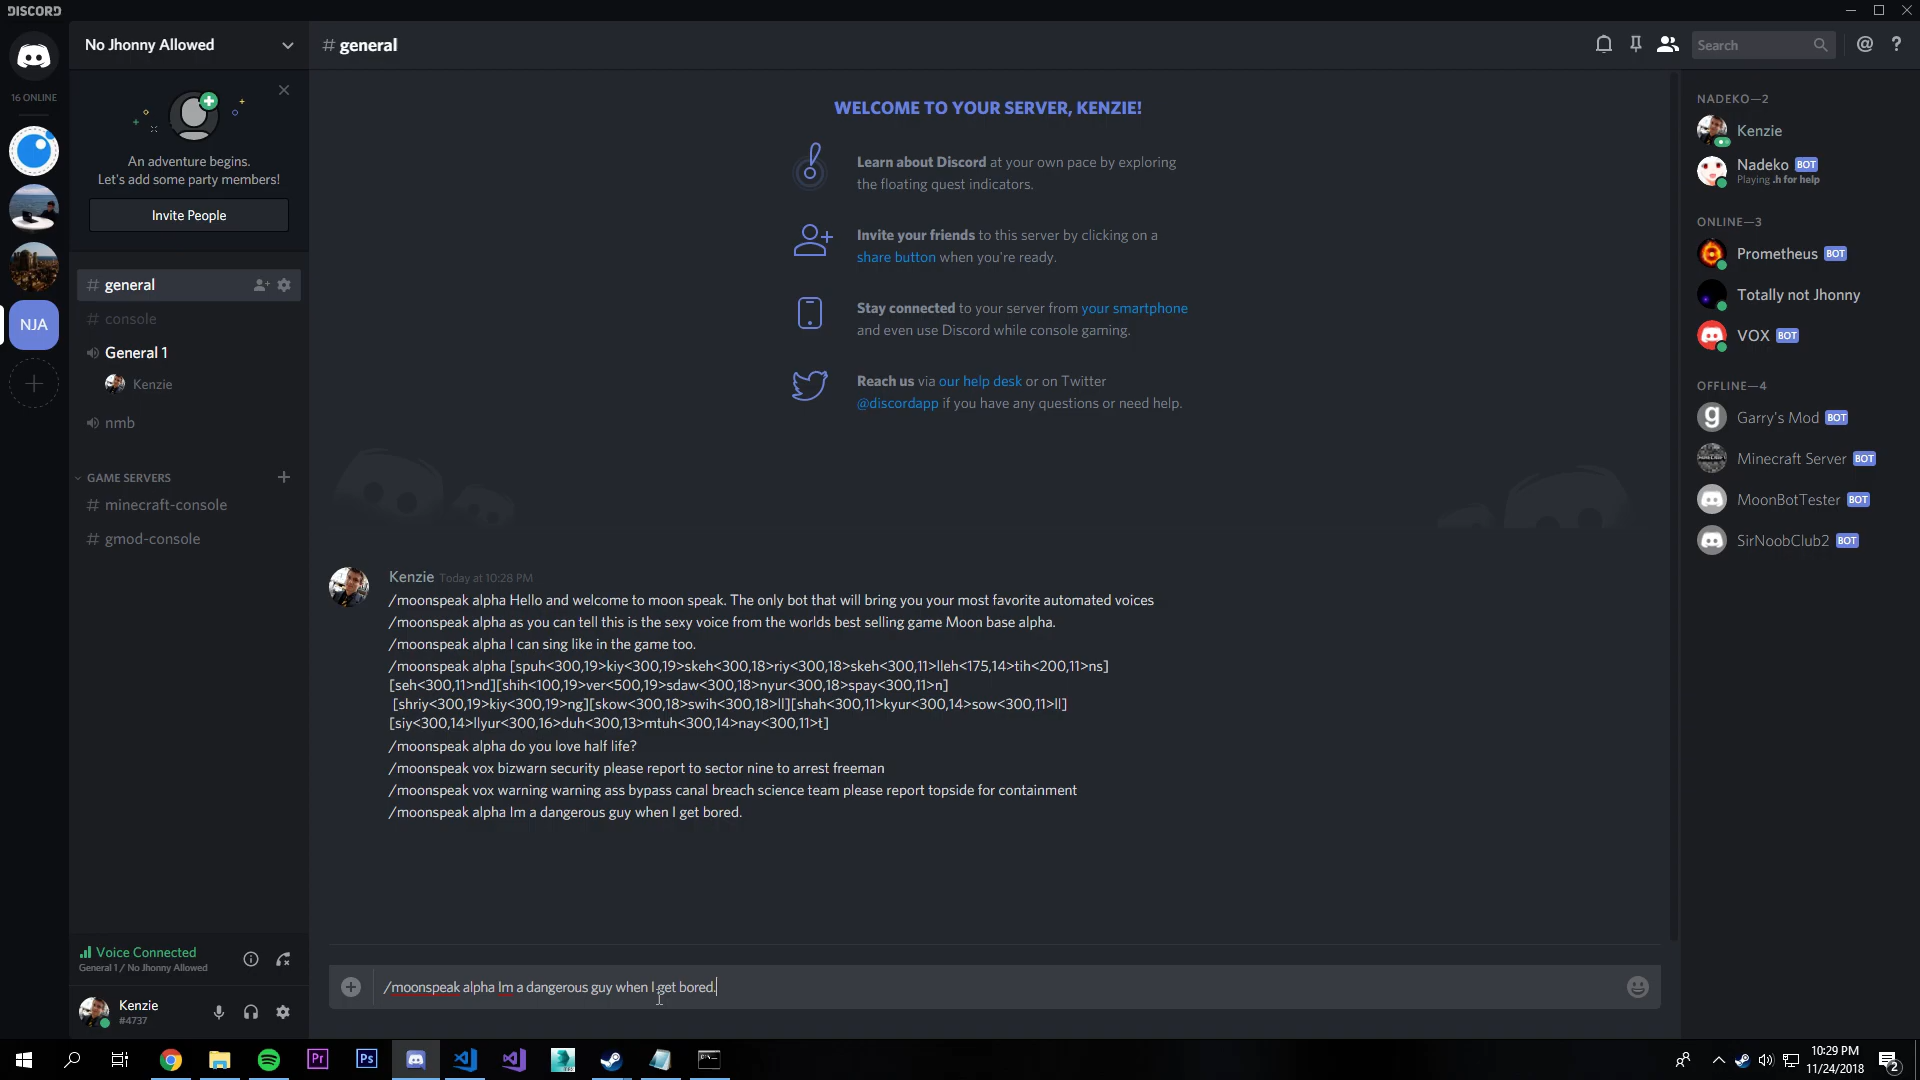 DISCORD
No Jhonny Allowed
# general
Search
@
?
16 ONLINE
NJA
An adventure begins.
Let's add some party members!
Invite People
# general
# console
General 1
Kenzie
nmb
GAME SERVERS
# minecraft-console
# gmod-console
Voice Connected
General 1 / No Jhonny Allowed
Kenzie
#4737
WELCOME TO YOUR SERVER, KENZIE!
Learn about Discord at your own pace by exploring
the floating quest indicators.
Invite your friends to this server by clicking on a
share button when you're ready.
Stay connected to your server from your smartphone
and even use Discord while console gaming.
Reach us via our help desk or on Twitter
@discordapp if you have any questions or need help.
Kenzie Today at 10:28 PM
/moonspeak alpha Hello and welcome to moon speak. The only bot that will bring you your most favorite automated voices
/moonspeak alpha as you can tell this is the sexy voice from the worlds best selling game Moon base alpha.
/moonspeak alpha I can sing like in the game too.
/moonspeak alpha [spuh<300,19>kiy<300,19>skeh<300,18>riy<300,18>skeh<300,11>lleh<175,14>tih<200,11>ns]
[seh<300,11>nd][shih<100,19>ver<500,19>sdaw<300,18>nyur<300,18>spay<300,11>n]
[shriy<300,19>kiy<300,19>ng][skow<300,18>swih<300,18>ll][shah<300,11>kyur<300,14>sow<300,11>ll]
[siy<300,14>llyur<300,16>duh<300,13>mtuh<300,14>nay<300,11>t]
/moonspeak alpha do you love half life?
/moonspeak vox bizwarn security please report to sector nine to arrest freeman
/moonspeak vox warning warning ass bypass canal breach science team please report topside for containment
/moonspeak alpha Im a dangerous guy when I get bored.
/moonspeak alpha Im a dangerous guy when I get bored.
NADEKO—2
Kenzie
Nadeko BOT
Playing .h for help
ONLINE—3
Prometheus BOT
Totally not Jhonny
VOX BOT
OFFLINE—4
Garry's Mod BOT
Minecraft Server BOT
MoonBotTester BOT
SirNoobClub2 BOT
Pr
Ps
10:29 PM
11/24/2018
2